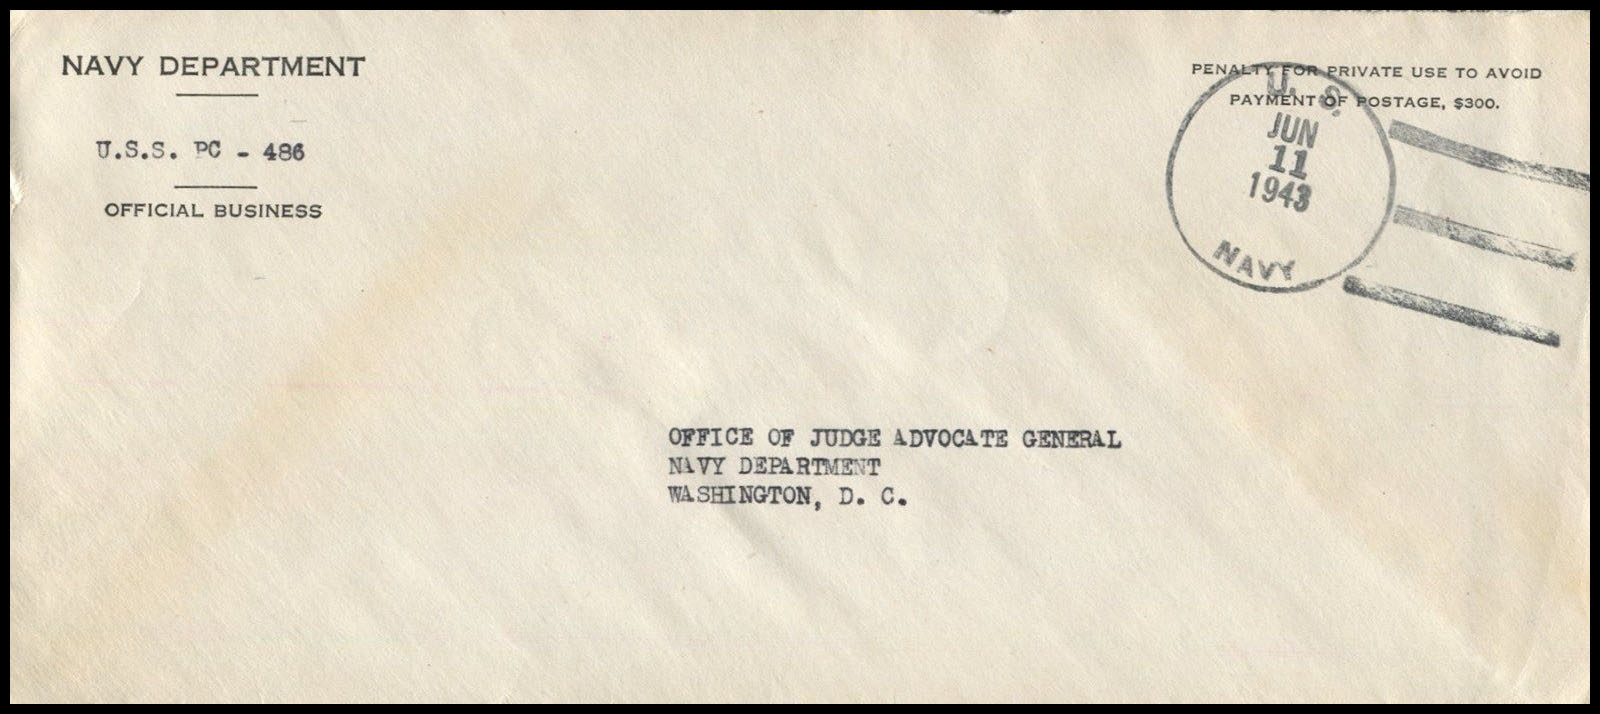 NAVY DEPARTMENT
U.S.S. PC - 486
OFFICIAL BUSINESS
PENALTY FOR PRIVATE USE TO AVOID
PAYMENT OF POSTAGE, $300.
U. S.
JUN
11
1943
NAVY
OFFICE OF JUDGE ADVOCATE GENERAL
NAVY DEPARTMENT
WASHINGTON, D. C.